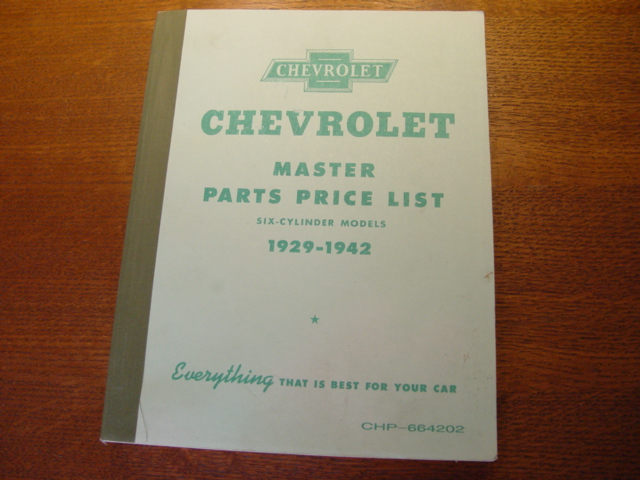 CHEVROLET
CHEVROLET
MASTER
PARTS PRICE LIST
SIX-CYLINDER MODELS
1929-1942
Everything THAT IS BEST FOR YOUR CAR
CHP-664202